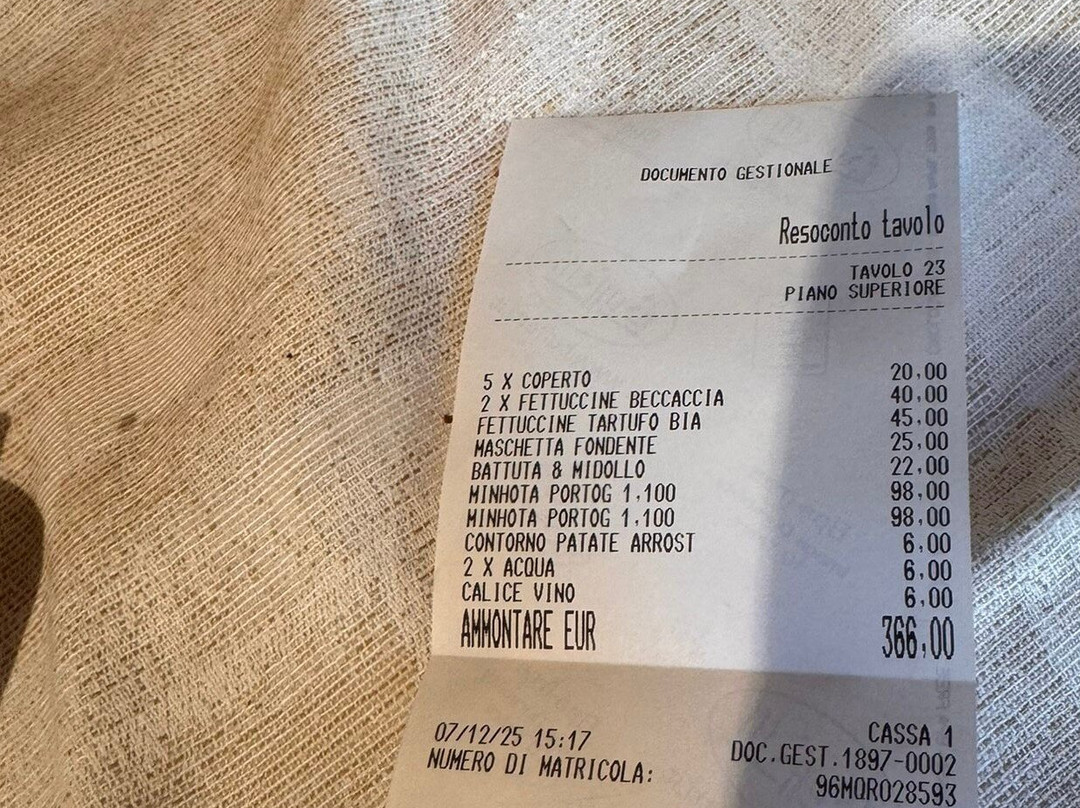 DOCUMENTO GESTIONALE
Resoconto tavolo
TAVOLO 23
PIANO SUPERIORE
5 X COPERTO 20,00
2 X FETTUCCINE BECCACCIA 40,00
FETTUCCINE TARTUFO BIA 45,00
MASCHETTA FONDENTE 25,00
BATTUTA & MIDOLLO 22,00
MINHOTA PORTOG 1,100 98,00
MINHOTA PORTOG 1,100 98,00
CONTORNO PATATE ARROST 6,00
2 X ACQUA 6,00
CALICE VINO 6,00
AMMONTARE EUR 366,00
07/12/25 15:17 CASSA 1
NUMERO DI MATRICOLA: DOC.GEST.1897-0002
96MQR028593